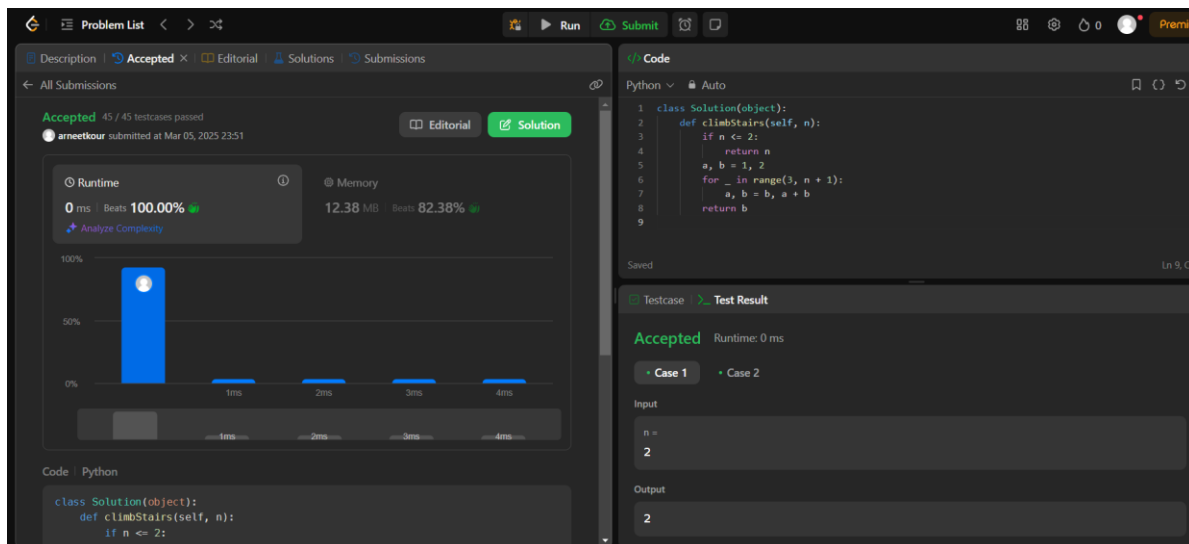 Problem List
Run
Submit
0
Premi
Description
Accepted
Editorial
Solutions
Submissions
All Submissions
Accepted 45 / 45 testcases passed
arneetkour submitted at Mar 05, 2025 23:51
Editorial
Solution
Runtime
0 ms Beats 100.00%
Analyze Complexity
Memory
12.38 MB Beats 82.38%
100%
50%
0%
1ms 2ms 3ms 4ms
1ms 2ms 3ms 4ms
Code Python
class Solution(object):
    def climbStairs(self, n):
        if n <= 2:
</> Code
Python Auto
1 class Solution(object):
2     def climbStairs(self, n):
3         if n <= 2:
4             return n
5         a, b = 1, 2
6         for _ in range(3, n + 1):
7             a, b = b, a + b
8         return b
9
Saved
Ln 9, C
Testcase
>_ Test Result
Accepted Runtime: 0 ms
• Case 1 • Case 2
Input
n =
2
Output
2